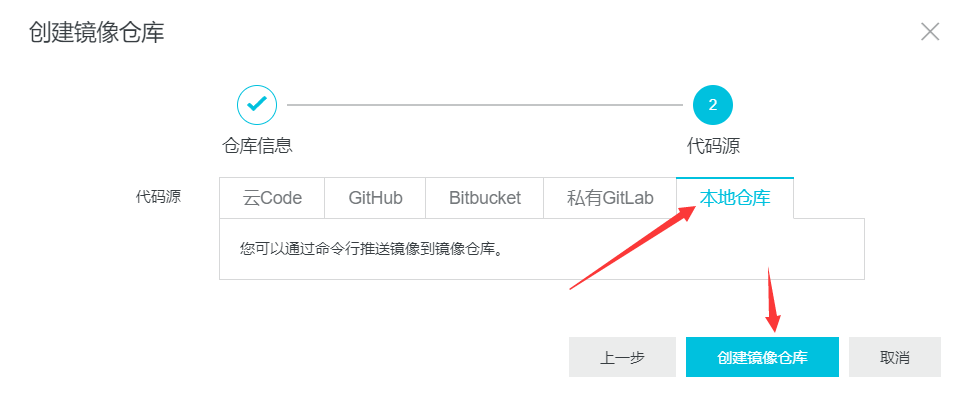 创建镜像仓库
2
仓库信息 代码源
代码源 云Code GitHub Bitbucket 私有GitLab 本地仓库
您可以通过命令行推送镜像到镜像仓库。
上一步 创建镜像仓库 取消